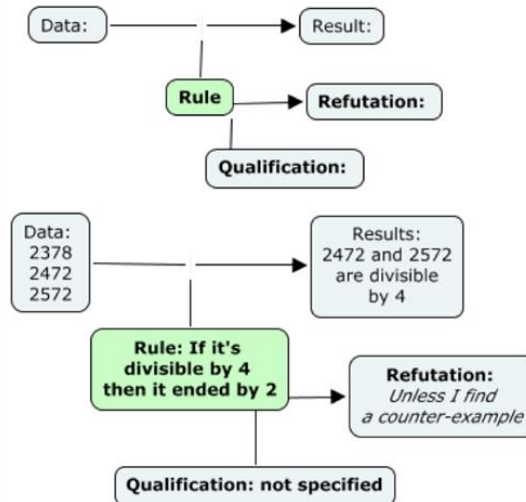 Data:
Result:
Rule
Refutation:
Qualification:
Data:
2378
2472
2572
Results:
2472 and 2572
are divisible
by 4
Rule: If it's
divisible by 4
then it ended by 2
Refutation:
Unless I find
a counter-example
Qualification: not specified